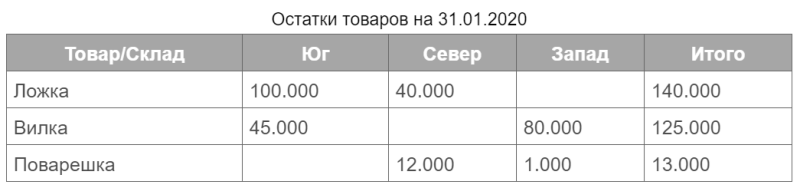 Остатки товаров на 31.01.2020
Товар/Склад Юг Север Запад Итого
Ложка 100.000 40.000 140.000
Вилка 45.000 80.000 125.000
Поварешка 12.000 1.000 13.000